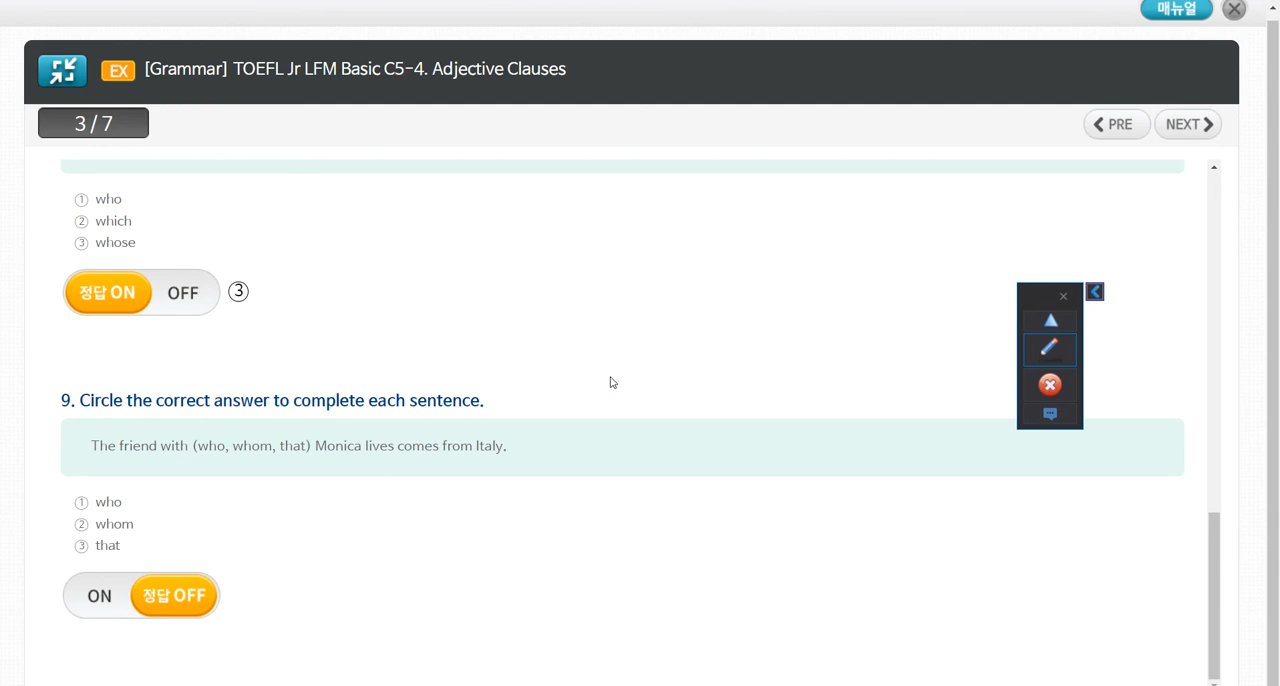 매뉴얼
EX [Grammar] TOEFL Jr LFM Basic C5-4. Adjective Clauses
3 / 7
PRE NEXT
① who
② which
③ whose
정답 ON OFF ③
9. Circle the correct answer to complete each sentence.
The friend with (who, whom, that) Monica lives comes from Italy.
① who
② whom
③ that
ON 정답 OFF